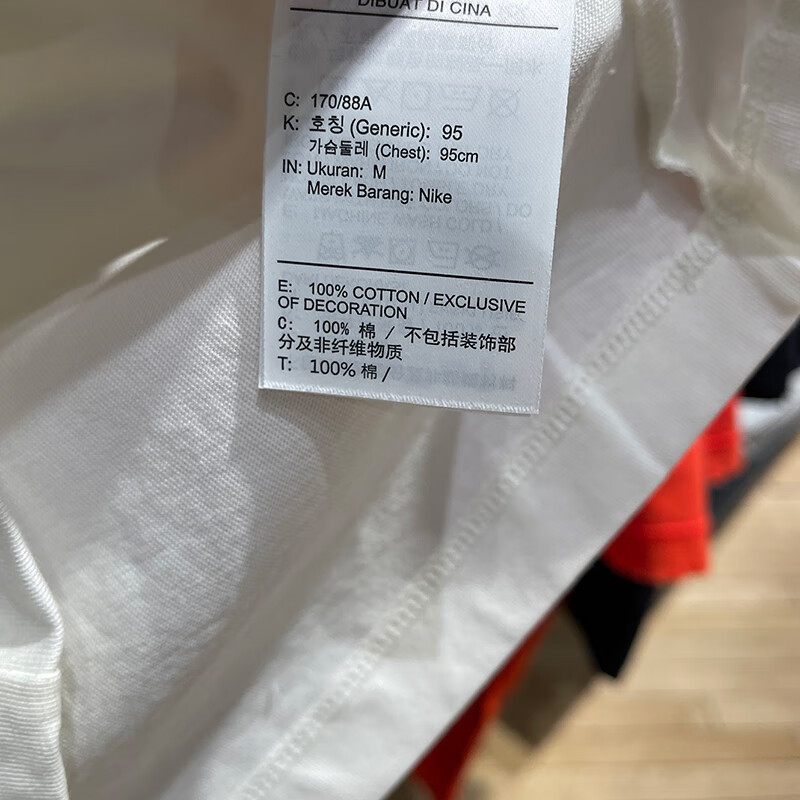 DIBUAT DI CINA
C: 170/88A
K: 호칭 (Generic): 95
가슴둘레 (Chest): 95cm
IN: Ukuran: M
Merek Barang: Nike
E: 100% COTTON / EXCLUSIVE
OF DECORATION
C: 100% 棉 / 不包括装饰部
分及非纤维物质
T: 100% 棉 /